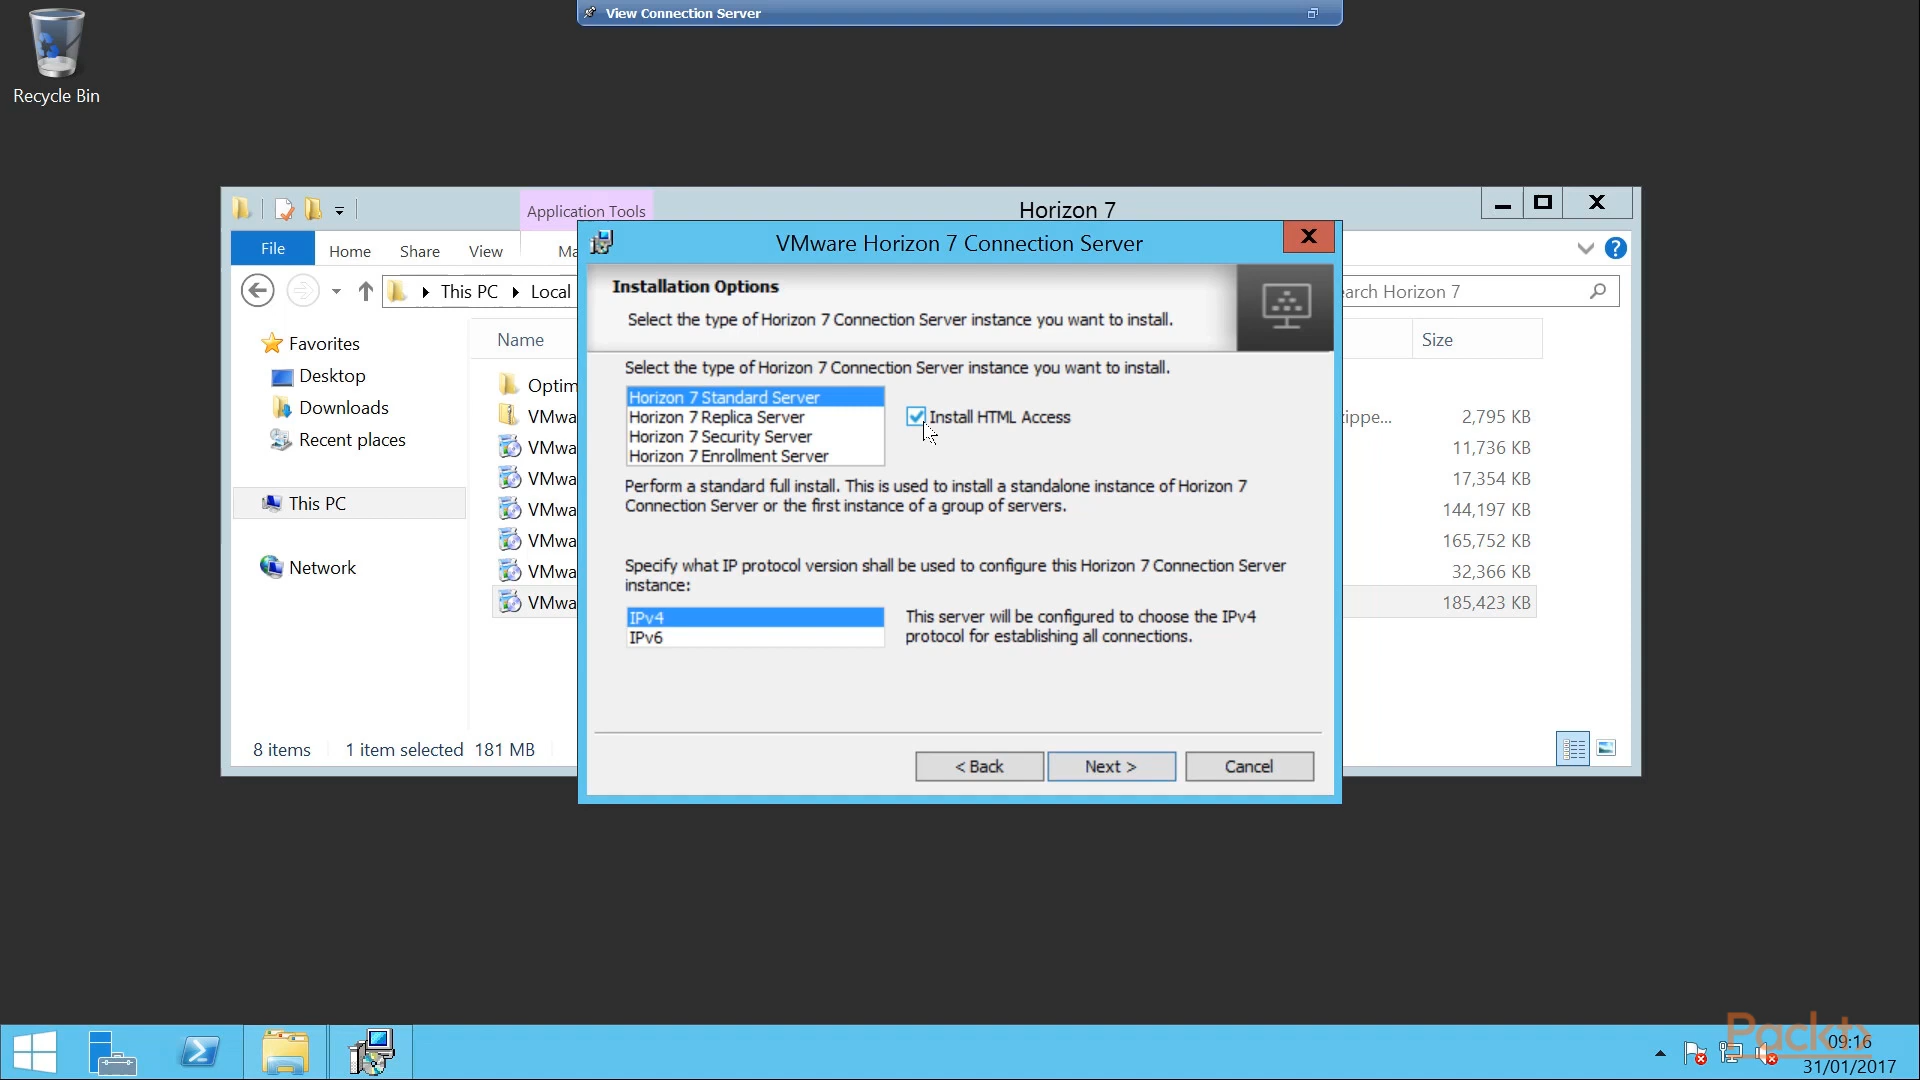 View Connection Server
Recycle Bin
Application Tools
Horizon 7
File
Home
Share
View
Ma
This PC
Local
earch Horizon 7
VMware Horizon 7 Connection Server
Installation Options
Select the type of Horizon 7 Connection Server instance you want to install.
Select the type of Horizon 7 Connection Server instance you want to install.
Horizon 7 Standard Server
Horizon 7 Replica Server
Horizon 7 Security Server
Horizon 7 Enrollment Server
Install HTML Access
Perform a standard full install. This is used to install a standalone instance of Horizon 7
Connection Server or the first instance of a group of servers.
Specify what IP protocol version shall be used to configure this Horizon 7 Connection Server
instance:
IPv4
IPv6
This server will be configured to choose the IPv4
protocol for establishing all connections.
< Back
Next >
Cancel
Favorites
Desktop
Downloads
Recent places
This PC
Network
Name
Size
Optim
VMwa
zippe... 2,795 KB
VMwa
11,736 KB
VMwa
17,354 KB
VMwa
144,197 KB
VMwa
165,752 KB
VMwa
32,366 KB
VMwa
185,423 KB
8 items
1 item selected 181 MB
Packt
09:16
31/01/2017